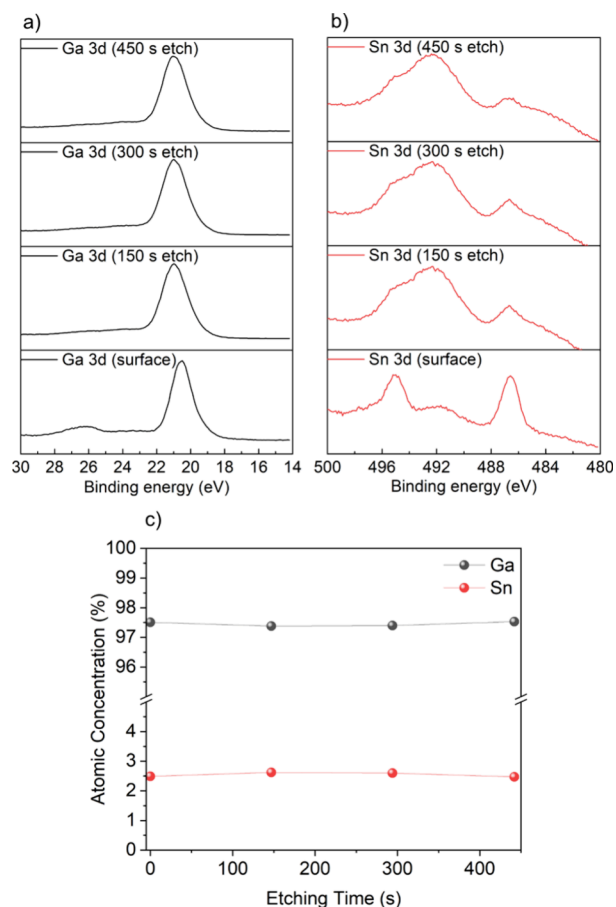 a)
Ga 3d (450 s etch)
Ga 3d (300 s etch)
Ga 3d (150 s etch)
Ga 3d (surface)
30 28 26 24 22 20 18 16 14
Binding energy (eV)
b)
Sn 3d (450 s etch)
Sn 3d (300 s etch)
Sn 3d (150 s etch)
Sn 3d (surface)
500 496 492 488 484 480
Binding energy (eV)
c)
100
99
98
97
96
4
3
2
1
0
Atomic Concentration (%)
Ga
Sn
0 100 200 300 400
Etching Time (s)